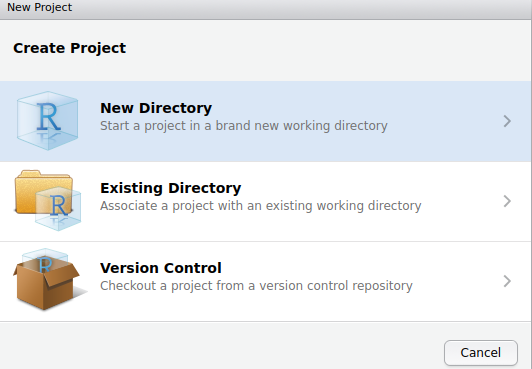 New Project
Create Project
New Directory
Start a project in a brand new working directory
Existing Directory
Associate a project with an existing working directory
Version Control
Checkout a project from a version control repository
Cancel